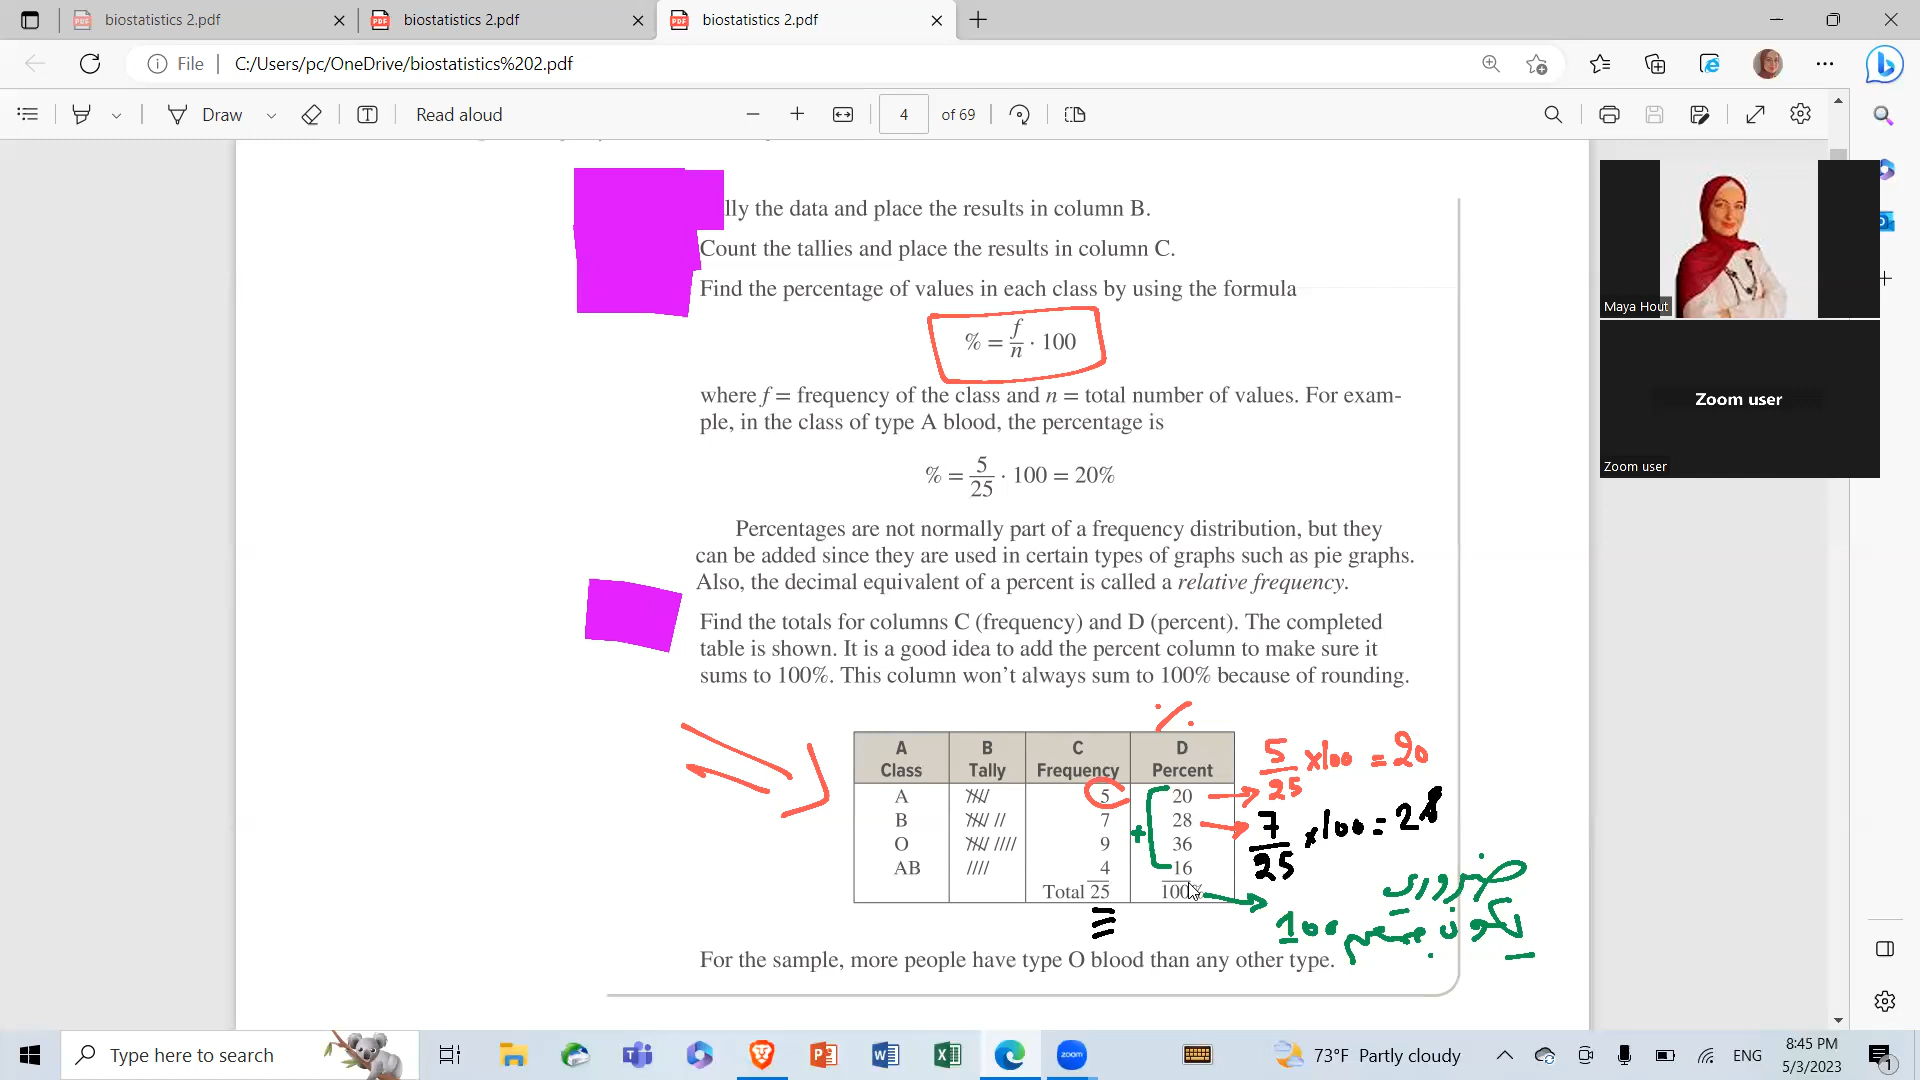 biostatistics 2.pdf
biostatistics 2.pdf
biostatistics 2.pdf
File
C:/Users/pc/OneDrive/biostatistics%202.pdf
Draw
Read aloud
4 of 69
lly the data and place the results in column B.
Count the tallies and place the results in column C.
Find the percentage of values in each class by using the formula
% = f/n · 100
where f = frequency of the class and n = total number of values. For exam-
ple, in the class of type A blood, the percentage is
% = 5/25 · 100 = 20%
Percentages are not normally part of a frequency distribution, but they
can be added since they are used in certain types of graphs such as pie graphs.
Also, the decimal equivalent of a percent is called a relative frequency.
Find the totals for columns C (frequency) and D (percent). The completed
table is shown. It is a good idea to add the percent column to make sure it
sums to 100%. This column won't always sum to 100% because of rounding.
%
A B C D
Class Tally Frequency Percent
A 5 20
B 7 28
O 9 36
AB 4 16
Total 25 100%
5/25 x100 = 20
7/25 x100 = 28
+
100
For the sample, more people have type O blood than any other type.
Maya Hout
Zoom user
Zoom user
Type here to search
zoom
73°F Partly cloudy
ENG
8:45 PM
5/3/2023
1